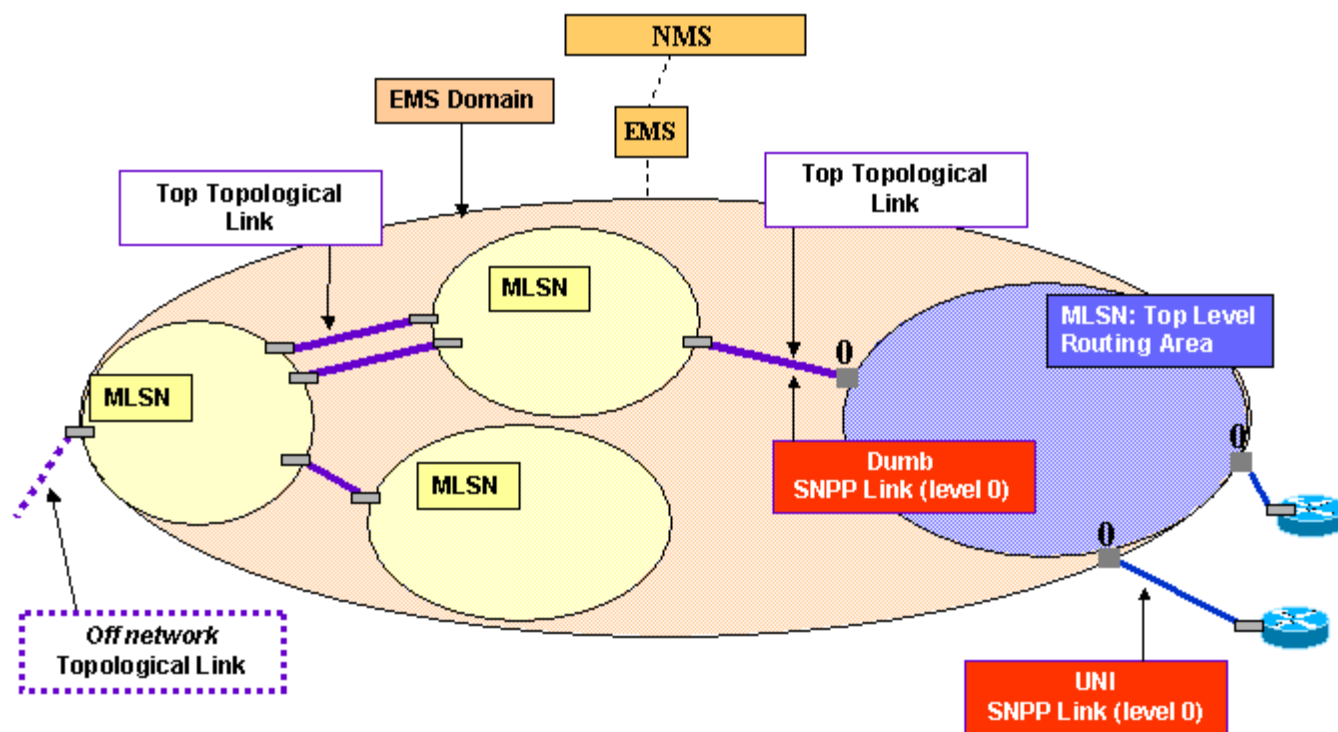 NMS
EMS Domain
EMS
Top Topological
Link
Top Topological
Link
MLSN
MLSN: Top Level
Routing Area
0
MLSN
0
MLSN
Dumb
SNPP Link (level 0)
0
Off network
Topological Link
UNI
SNPP Link (level 0)